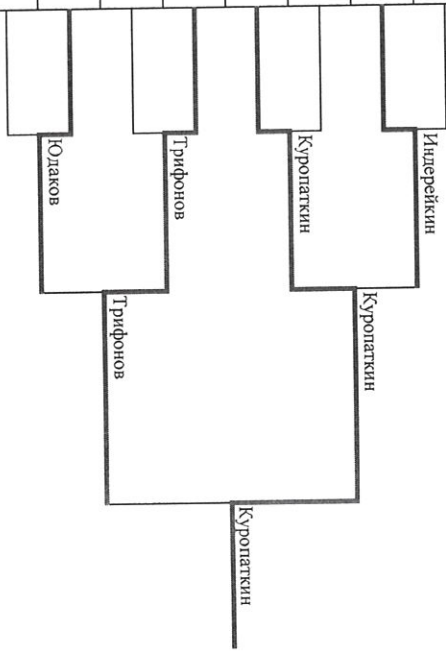 Индерейкин
Куропаткин
Трифонов
Юдаков
Куропаткин
Трифонов
Куропаткин